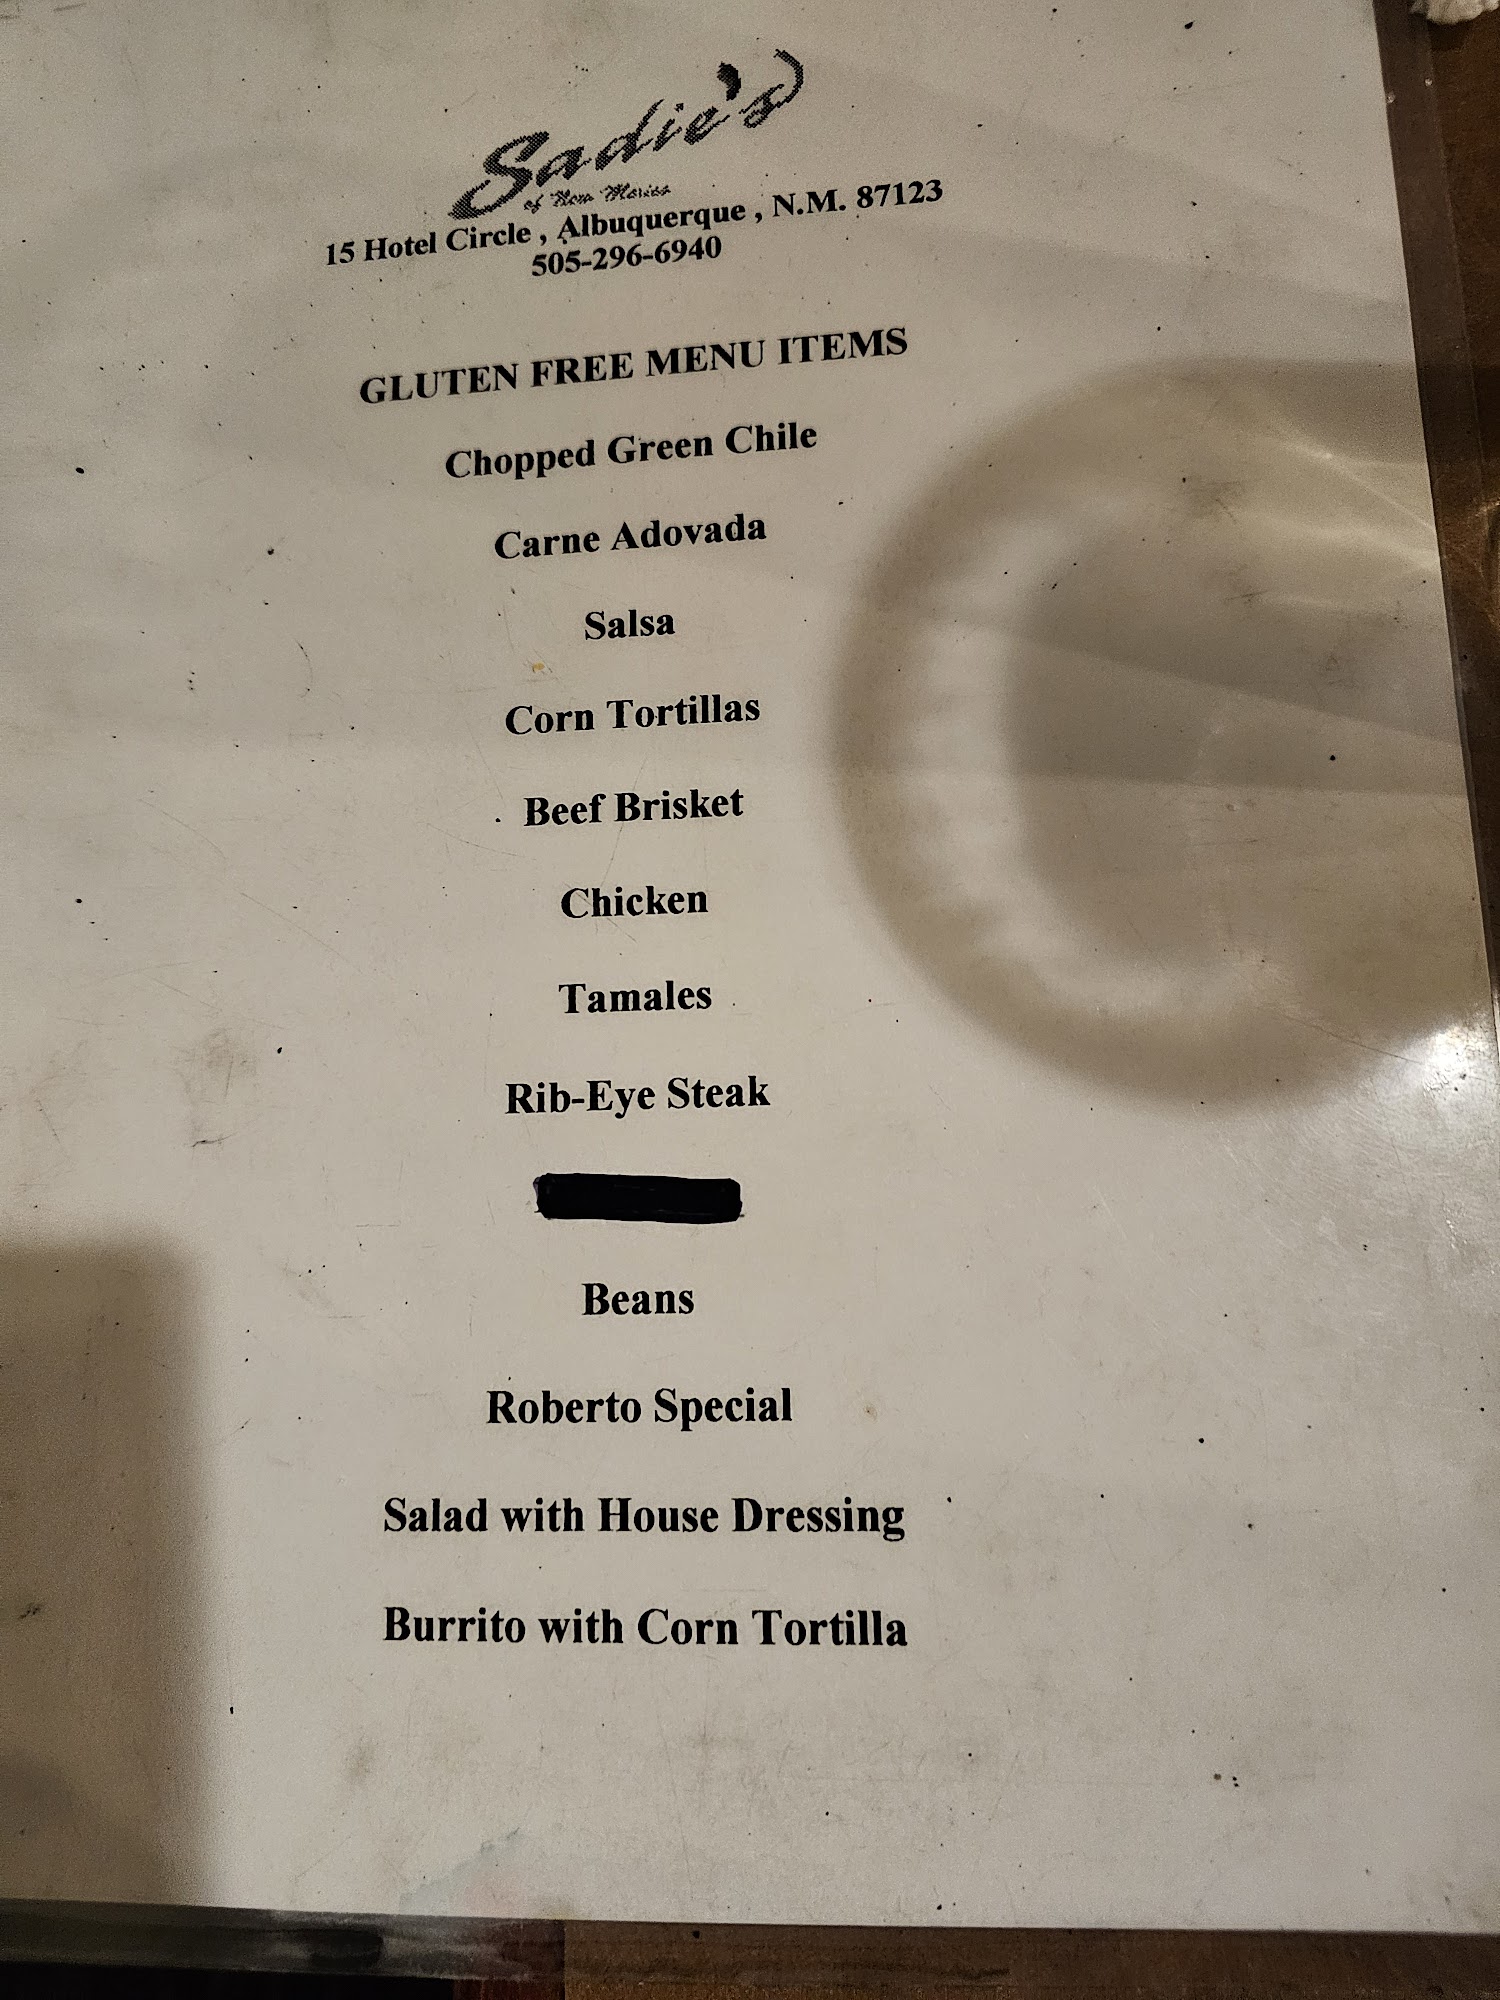 Sadie's
of New Mexico
15 Hotel Circle , Albuquerque , N.M. 87123
505-296-6940
GLUTEN FREE MENU ITEMS
Chopped Green Chile
Carne Adovada
Salsa
Corn Tortillas
Beef Brisket
Chicken
Tamales
Rib-Eye Steak
Beans
Roberto Special
Salad with House Dressing
Burrito with Corn Tortilla